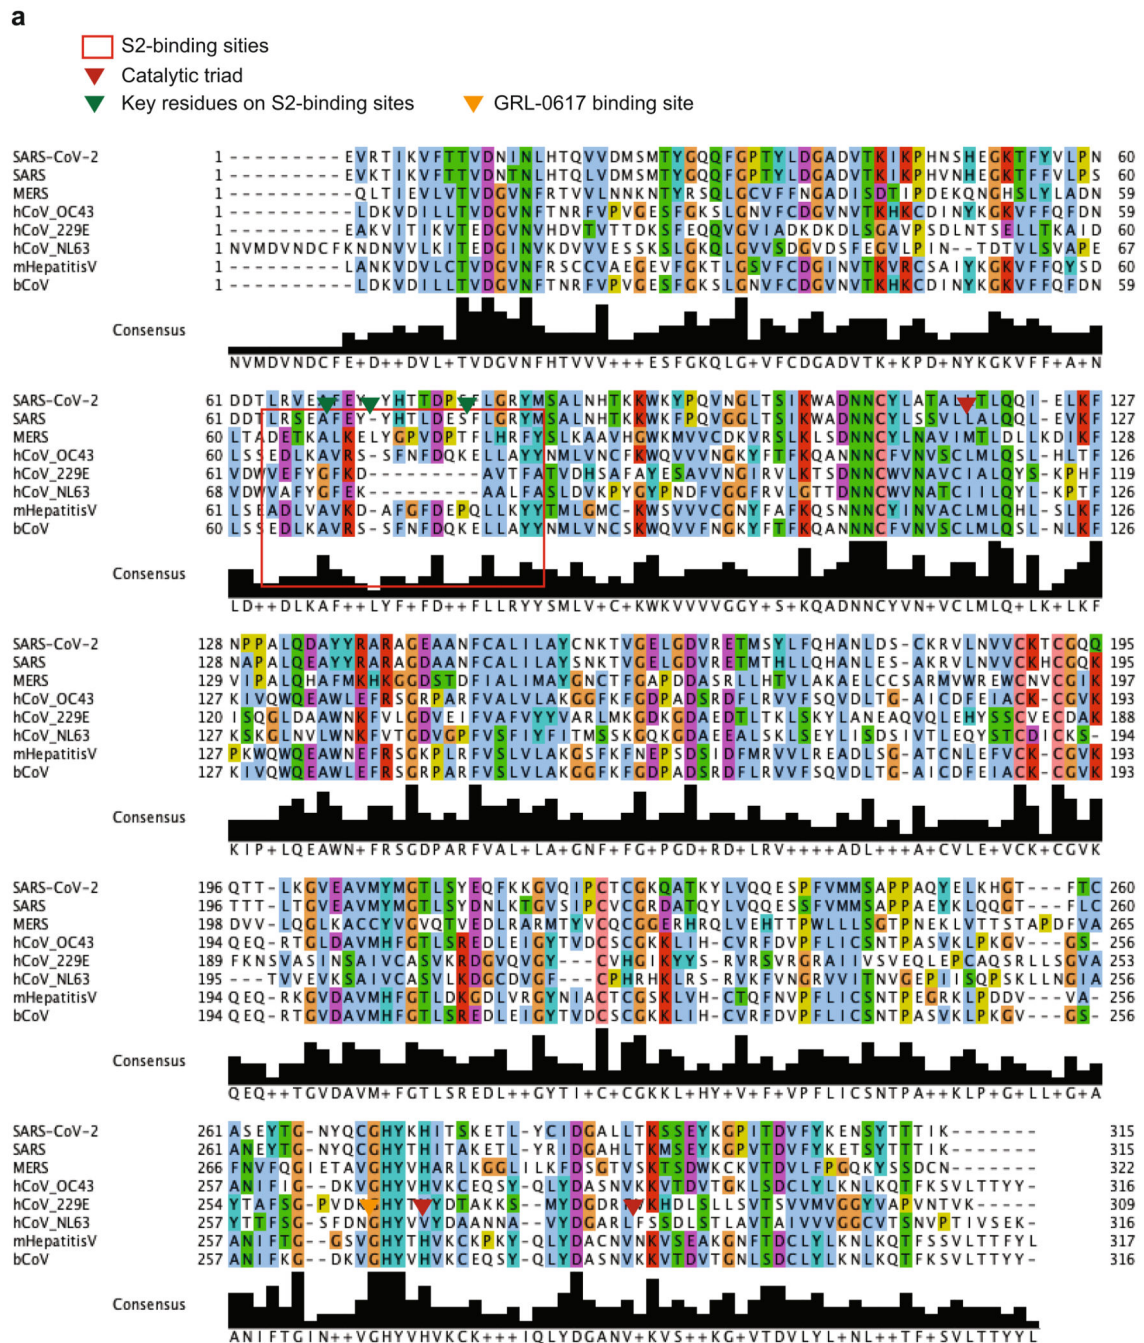 a
S2-binding sites
Catalytic triad
Key residues on S2-binding sites
GRL-0617 binding site
SARS-CoV-2 1 ---------EVRTIKVFTTVDNINLHTQVVDMSMTYGQQFGPTYLDGADVTKIKPHNSHEGKTFYVLPN 60
SARS 1 ---------EVKTIKVFTTVDNTNLHTQLVDMSMTYGQQFGPTYLDGADVTKIKPHVNHEGKTFFVLPS 60
MERS 1 ----------QLTIEVLVTVDGVNFRTVVLNNKNTYRSQLGCVFFNGADISDTIPDEKQNGHSLYLADN 59
hCoV_OC43 1 ----------LDKVDILLTVDGVNFTNRFVPVGESFGKSLGNVFCDGVNVTKHKCDINYKGKVFFQFDN 59
hCoV_229E 1 ---------EAKVITIKVTEDGVNVHDVTVTTDKSFEQQVGVIADKDKDLSGAVPSDLNTSELLTKAID 60
hCoV_NL63 1 NVMDVNDCFKNDNVVLKITEDGINVKDVVVESSKSLGKQLGVVSDGVDSFEGVLPIN--TDTVLSVAPE 67
mHepatitisV 1 ---------LANKVDVLCTVDGVNFRSCCVAEGEVFGKTLGSVFCDGINVTKVRCSAIYKGKVFFQYSD 60
bCoV 1 ----------LDKVDILLTVDGVNFTNRFVPVGESFGKSLGNVFCDGVNVTKHKCDINYKGKVFFQFDN 59
Consensus
NVMDVNDCFE+D++DVL+TVDGVNFHTVVV+++ESFGKQLG+VFCDGADVTK+KPD+NYKGKVFF+A+N
SARS-CoV-2 61 DDTLRVE FEY YHTTDP FLGRYMSALNHTKKWKYPQVNGLTSIKWADNNCYLATAL TLQQI-ELKF 127
SARS 61 DDTLRSEAFEY-YHTLDESFLGRYMSALNHTKKWKFPQVGGLTSIKWADNNCYLSSVLLALQQL-EVKF 127
MERS 60 LTADETKALKELYGPVDPTFLHRFYSLKAAVHGWKMVVCDKVRSLKLSDNNCYLNAVIMTLDLLKDIKF 128
hCoV_OC43 60 LSSEDLKAVRS-SFNFDQKELLAYYNMLVNCFKWQVVVNGKYFTFKQANNNCFVNVSCLMLQSL-HLTF 126
hCoV_229E 61 VDWVEFYGFKD---------AVTFATVDHSAFAYESAVVNGIRVLKTSDNNCWVNAVCIALQYS-KPHF 119
hCoV_NL63 68 VDWVAFYGFEK---------AALFASLDVKPYGYPNDFVGGFRVLGTTDNNCWVNATCIILQYL-KPTF 126
mHepatitisV 61 LSEADLVAVKD-AFGFDEPQLLKYYTMLGMC-KWSVVVCGNYFAFKQSNNNCYINVACLMLQHL-SLKF 126
bCoV 60 LSSEDLKAVRS-SFNFDQKELLAYYNMLVNCSKWQVVFNGKYFTFKQANNNCFVNVSCLMLQSL-NLKF 126
Consensus
LD++DLKAF++LYF+FD++FLLRYYSMLV+C+KWKVVVVGGY+S+KQADNNCYVN+VCLMLQ+LK+LKF
SARS-CoV-2 128 NPPALQDAYYRARAGEAANFCALILAYCNKTVGELGDVRETMSYLFQHANLDS-CKRVLNVVCKTCGQQ 195
SARS 128 NAPALQEAYYRARAGDAANFCALILAYSNKTVGELGDVRETMTHLLQHANLES-AKRVLNVVCKHCGQK 195
MERS 129 VIPALQHAFMKHKGGDSTDFIALIMAYGNCTFGAPDDASRLLHTVLAKAELCCSARMVWREWCNVCGIK 197
hCoV_OC43 127 KIVQWQEAWLEFRSGRPARFVALVLAKGGFKFGDPADSRDFLRVVFSQVDLTG-AICDFEIACK-CGVK 193
hCoV_229E 120 ISQGLDAAWNKFVLGDVEIFVAFVYYVARLMKGDKGDAEDTLTKLSKYLANEAQVQLEHYSSCVECDAK 188
hCoV_NL63 127 KSKGLNVLWNKFVTGDVGPFVSFIYFITMSSKGQKGDAEEALSKLSEYLISDSIVTLEQYSTCDICKS- 194
mHepatitisV 127 PKWQWQEAWNEFRSGKPLRFVSLVLAKGSFKFNEPSDSIDFMRVVLREADLSG-ATCNLEFVCK-CGVK 193
bCoV 127 KIVQWQEAWLEFRSGRPARFVSLVLAKGGFKFGDPADSRDFLRVVFSQVDLTG-AICDFEIACK-CGVK 193
Consensus
KIP+LQEAWN+FRSGDPARFVAL+LA+GNF+FG+PGD+RD+LRV++++ADL+++A+CVLE+VCK+CGVK
SARS-CoV-2 196 QTT-LKGVEAVMYMGTLSYEQFKKGVQIPCTCGKQATKYLVQQESPFVMMSAPPAQYELKHGT---FTC 260
SARS 196 TTT-LTGVEAVMYMGTLSYDNLKTGVSIPCVCGRDATQYLVQQESSFVMMSAPPAEYKLQQGT---FLC 260
MERS 198 DVV-LQGLKACCYVGVQTVEDLRARMTYVCQCGGERHRQLVEHTTPWLLLSGTPNEKLVTTSTAPDFVA 265
hCoV_OC43 194 QEQ-RTGLDAVMHFGTLSREDLEIGYTVDCSCGKKLIH-CVRFDVPFLICSNTPASVKLPKGV---GS- 256
hCoV_229E 189 FKNSVASINSAIVCASVKRDGVQVGY---CVHGIKYYS-RVRSVRGRAIIVSVEQLEPCAQSRLLSGVA 253
hCoV_NL63 195 ---TVVEVKSAIVCASVLKDGCDVGF---CPHRHKLRS-RVKFVNGRVVITNVGEPIISQPSKLLNGIA 256
mHepatitisV 194 QEQ-RKGVDAVMHFGTLDKGDLVRGYNIACTCGSKLVH-CTQFNVPFLICSNTPEGRKLPDDV---VA- 256
bCoV 194 QEQ-RTGVDAVMHFGTLSREDLEIGYTVDCSCGKKLIH-CVRFDVPFLICSNTPASVKLPKGV---GS- 256
Consensus
QEQ++TGVDAVM+FGTLSREDL++GYTI+C+CGKKL+HY+V+F+VPFLICSNTPA++KLP+G+LL+G+A
SARS-CoV-2 261 ASEYTG-NYQCGHYKHITSKETL-YCIDGALLTKSSEYKGPITDVFYKENSYTTTIK------- 315
SARS 261 ANEYTG-NYQCGHYTHITAKETL-YRIDGAHLTKMSEYKGPVTDVFYKETSYTTTIK------- 315
MERS 266 FNVFQGIETAVGHYVHARLKGGLILKFDSGTVSKTSDWKCKVTDVLFPGQKYSSDCN------- 322
hCoV_OC43 257 ANIFIG-DKVGHYVHVKCEQSY-QLYDASNVKKVTDVTGKLSDCLYLKNLKQTFKSVLTTYY-- 316
hCoV_229E 254 YTAFSG-PVDK HYT YDTAKKS--MYDGDR VKHDLSLLSVTSVVMVGGYVAPVNTVK------ 309
hCoV_NL63 257 YTTFSG-SFDNGHYVVYDAANNA--VYDGARLFSSDLSTLAVTAIVVVGGCVTSNVPTIVSEK- 316
mHepatitisV 257 ANIFTG--GSVGHYTHVKCKPKY-QLYDACNVNKVSEAKGNFTDCLYLKNLKQTFSSVLTTFYL 316
bCoV 257 ANIFKG--DKVGHYVHVKCEQSY-QLYDASNVKKVTDVTGNLSDCLYLKNLKQTFKSVLTTYY- 316
Consensus
ANIFTGIN++VGHYVHVKCK+++IQLYDGANV+KVS++KG+VTDVLYL+NL++TF+SVLTTYYL